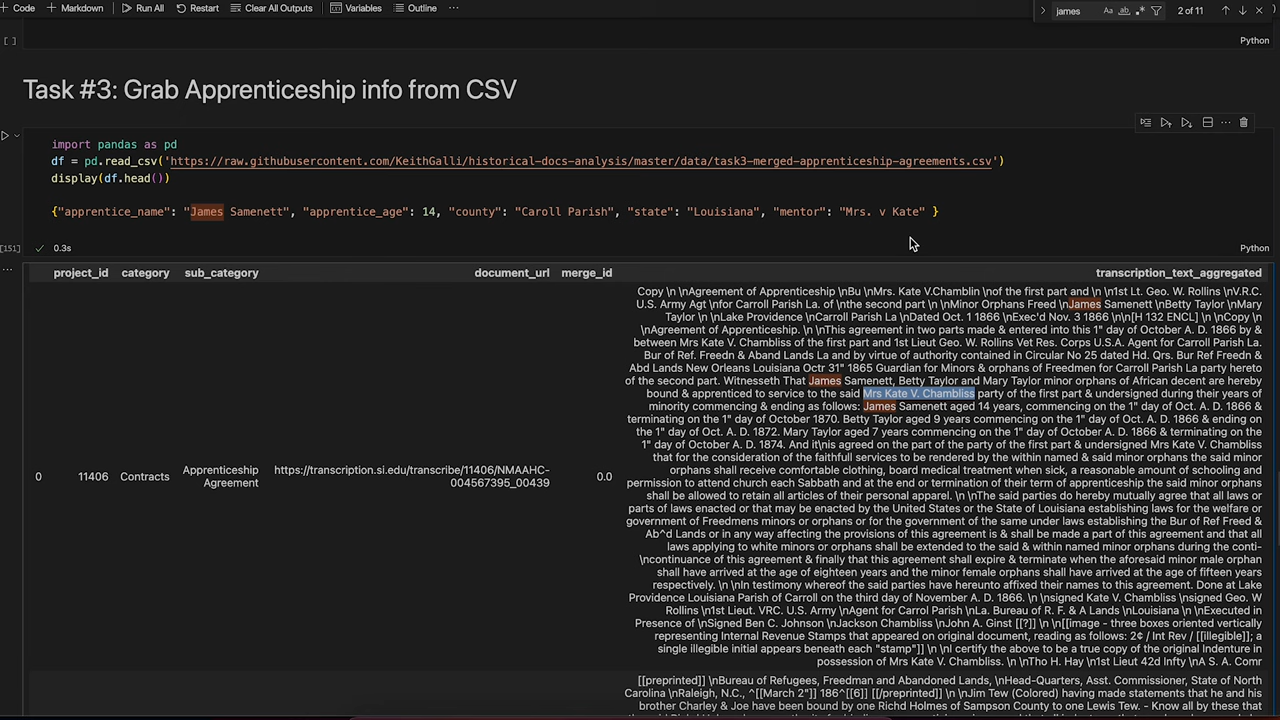 Code
Markdown
Run All
Restart
Clear All Outputs
Variables
Outline
···
james
Aa
ab
2 of 11
[ ]
Python
Task #3: Grab Apprenticeship info from CSV
import pandas as pd
df = pd.read_csv('https://raw.githubusercontent.com/KeithGalli/historical-docs-analysis/master/data/task3-merged-apprenticeship-agreements.csv')
display(df.head())
{"apprentice_name": "James Samenett", "apprentice_age": 14, "county": "Caroll Parish", "state": "Louisiana", "mentor": "Mrs. v Kate" }
[151]
0.3s
Python
project_id category sub_category document_url merge_id transcription_text_aggregated
Copy \n \nAgreement of Apprenticeship \nBu \nMrs. Kate V.Chamblin \nof the first part and \n \n1st Lt. Geo. W. Rollins \nV.R.C.
U.S. Army Agt \nfor Carroll Parish La. of \nthe second part \n \nMinor Orphans Freed \nJames Samenett \nBetty Taylor \nMary
Taylor \n \nLake Providence \nCarroll Parish La \nDated Oct. 1 1866 \nExec'd Nov. 3 1866 \n\n[H 132 ENCL] \n \nCopy \n
\nAgreement of Apprenticeship. \n \nThis agreement in two parts made & entered into this 1" day of October A. D. 1866 by &
between Mrs Kate V. Chambliss of the first part and 1st Lieut Geo. W. Rollins Vet Res. Corps U.S.A. Agent for Carroll Parish La.
Bur of Ref. Freedn & Aband Lands La and by virtue of authority contained in Circular No 25 dated Hd. Qrs. Bur Ref Freedn &
Abd Lands New Orleans Louisiana Octr 31" 1865 Guardian for Minors & orphans of Freedmen for Carroll Parish La party hereto
of the second part. Witnesseth That James Samenett, Betty Taylor and Mary Taylor minor orphans of African decent are hereby
bound & apprenticed to service to the said Mrs Kate V. Chambliss party of the first part & undersigned during their years of
minority commencing & ending as follows: James Samenett aged 14 years, commencing on the 1" day of Oct. A. D. 1866 &
terminating on the 1" day of October 1870. Betty Taylor aged 9 years commencing on the 1" day of October A. D. 1866 & ending on
the 1" day of Oct. A. D. 1872. Mary Taylor aged 7 years commencing on the 1" day of October A. D. 1866 & terminating on the
1" day of October A. D. 1874. And it\nis agreed on the part of the party of the first part & undersigned Mrs Kate V. Chambliss
that for the consideration of the faithfull services to be rendered by the within named & said minor orphans the said minor
orphans shall receive comfortable clothing, board medical treatment when sick, a reasonable amount of schooling and
permission to attend church each Sabbath and at the end or termination of their term of apprenticeship the said minor orphans
shall be allowed to retain all articles of their personal apparel. \n \nThe said parties do hereby mutually agree that all laws or
parts of laws enacted or that may be enacted by the United States or the State of Louisiana establishing laws for the welfare or
government of Freedmens minors or orphans or for the government of the same under laws establishing the Bur of Ref Freed &
Ab^d Lands or in any way affecting the provisions of this agreement is & shall be made a part of this agreement and that all
laws applying to white minors or orphans shall be extended to the said & within named minor orphans during the conti-
\ncontinuance of this agreement & finally that this agreement shall expire & terminate when the aforesaid minor male orphan
shall have arrived at the age of eighteen years and the minor female orphans shall have arrived at the age of fifteen years
0 11406 Contracts Apprenticeship Agreement https://transcription.si.edu/transcribe/11406/NMAAHC-004567395_00439 0.0
respectively. \n \nIn testimony whereof the said parties have hereunto affixed their names to this agreement. Done at Lake
Providence Louisiana Parish of Carroll on the third day of November A. D. 1866. \n \nsigned Kate V. Chambliss \nsigned Geo. W
Rollins \n1st Lieut. VRC. U.S. Army \nAgent for Carrol Parish \nLa. Bureau of R. F. & A Lands \nLouisiana \n \nExecuted in
Presence of \nSigned Ben C. Johnson \nJackson Chambliss \nJohn A. Ginst [[?]] \n \n[[image - three boxes oriented vertically
representing Internal Revenue Stamps that appeared on original document, reading as follows: 2¢ / Int Rev / [[illegible]]; a
single illegible initial appears beneath each "stamp"]] \n \nI certify the above to be a true copy of the original Indenture in
possession of Mrs Kate V. Chambliss. \n \nTho H. Hay \n1st Lieut 42d Infty \nA S. A. Comr
[[preprinted]] \nBureau of Refugees, Freedman and Abandoned Lands, \nHead-Quarters, Asst. Commissioner, State of North
Carolina \nRaleigh, N.C., ^[[March 2"]] 186^[[6]] [[/preprinted]] \n \nJim Tew (Colored) having made statements that he and his
brother Charley & Joe have been bound by one Richd Holmes of Sampson County to one Lewis Tew. - Know all by these that